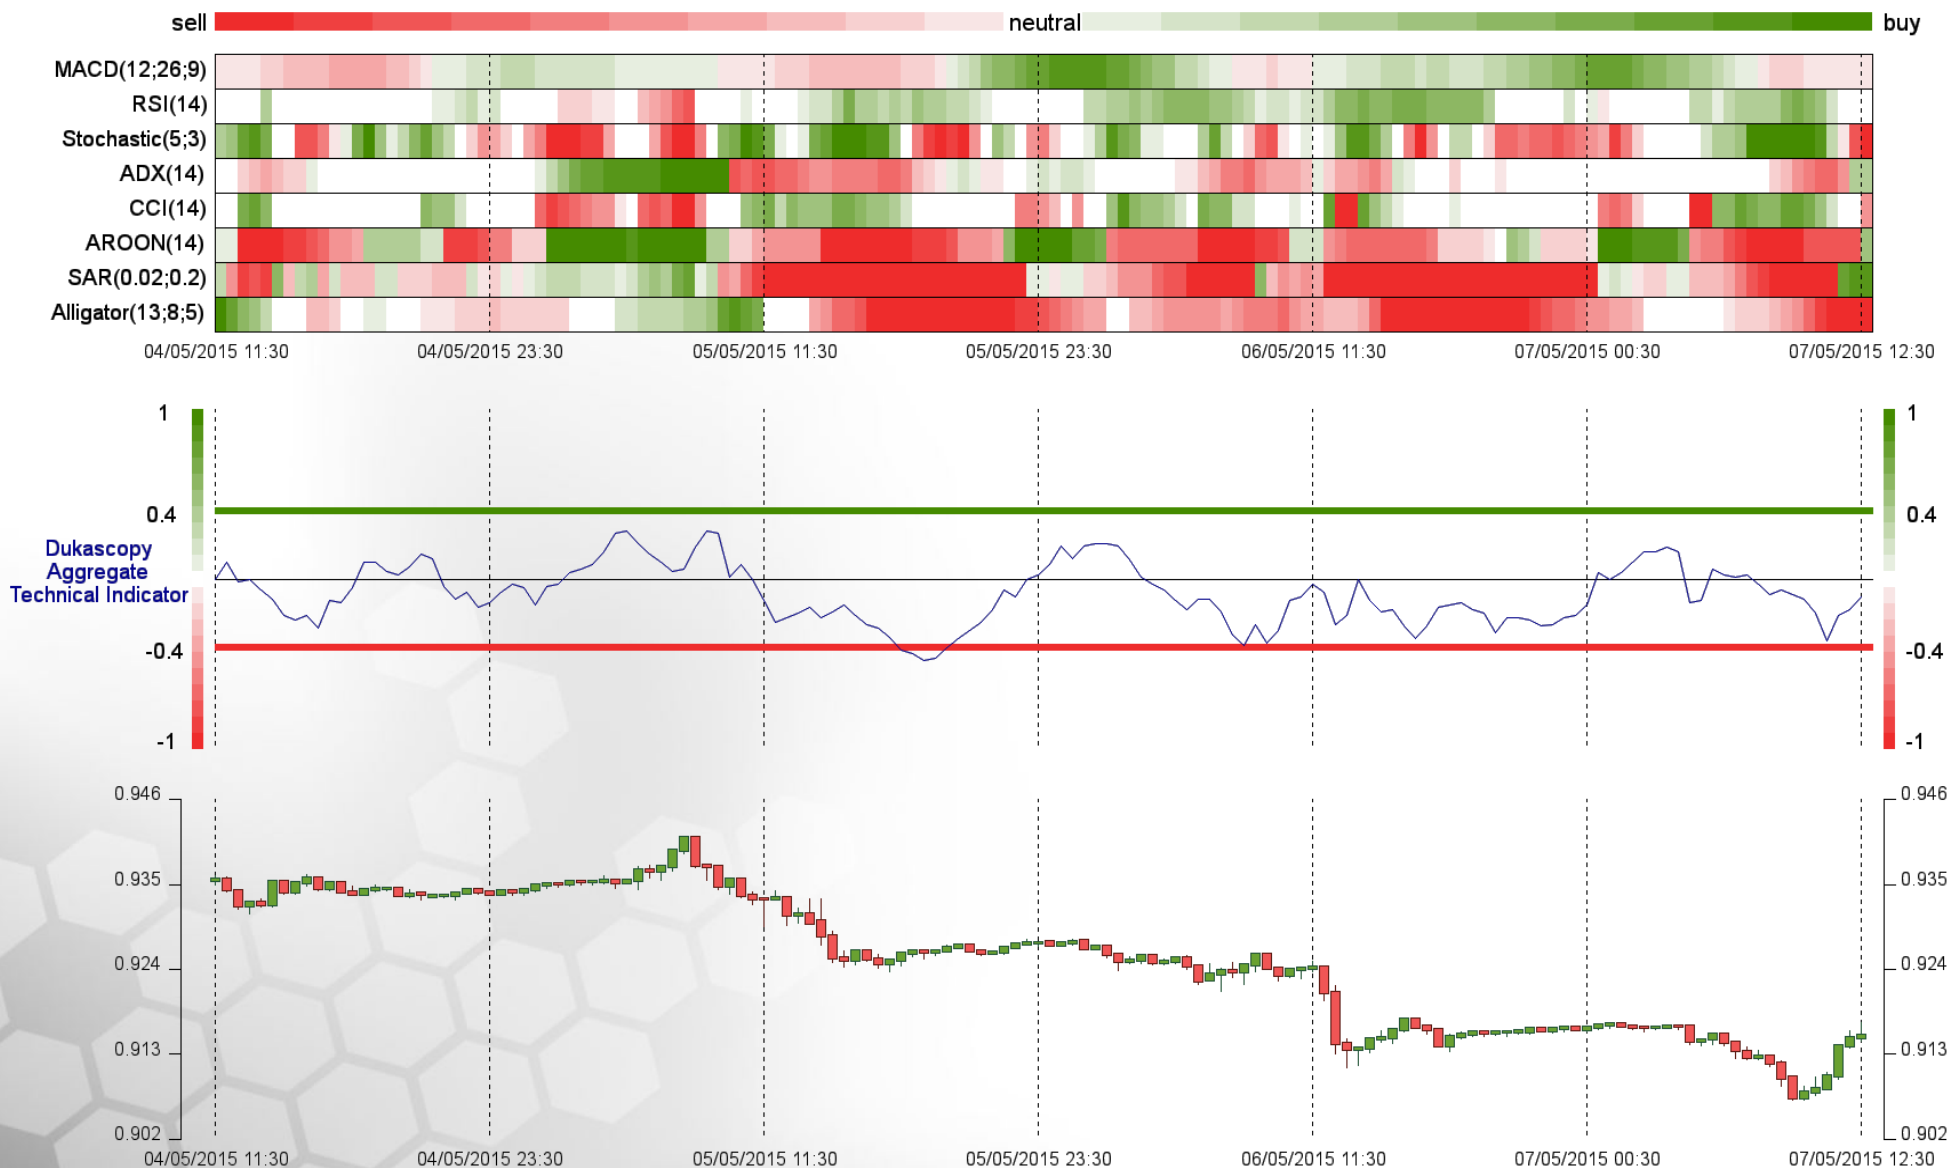 sell neutral buy
MACD(12;26;9)
RSI(14)
Stochastic(5;3)
ADX(14)
CCI(14)
AROON(14)
SAR(0.02;0.2)
Alligator(13;8;5)
04/05/2015 11:30 04/05/2015 23:30 05/05/2015 11:30 05/05/2015 23:30 06/05/2015 11:30 07/05/2015 00:30 07/05/2015 12:30
1 1
0.4 0.4
Dukascopy
Aggregate
Technical Indicator
-0.4 -0.4
-1 -1
0.946 0.946
0.935 0.935
0.924 0.924
0.913 0.913
0.902 0.902
04/05/2015 11:30 04/05/2015 23:30 05/05/2015 11:30 05/05/2015 23:30 06/05/2015 11:30 07/05/2015 00:30 07/05/2015 12:30